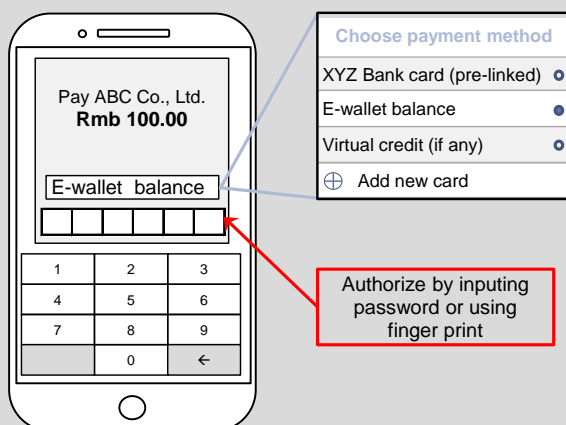 Pay ABC Co., Ltd.
Rmb 100.00
E-wallet balance
1 2 3
4 5 6
7 8 9
0 ←
Choose payment method
XYZ Bank card (pre-linked)
E-wallet balance
Virtual credit (if any)
Add new card
Authorize by inputing
password or using
finger print